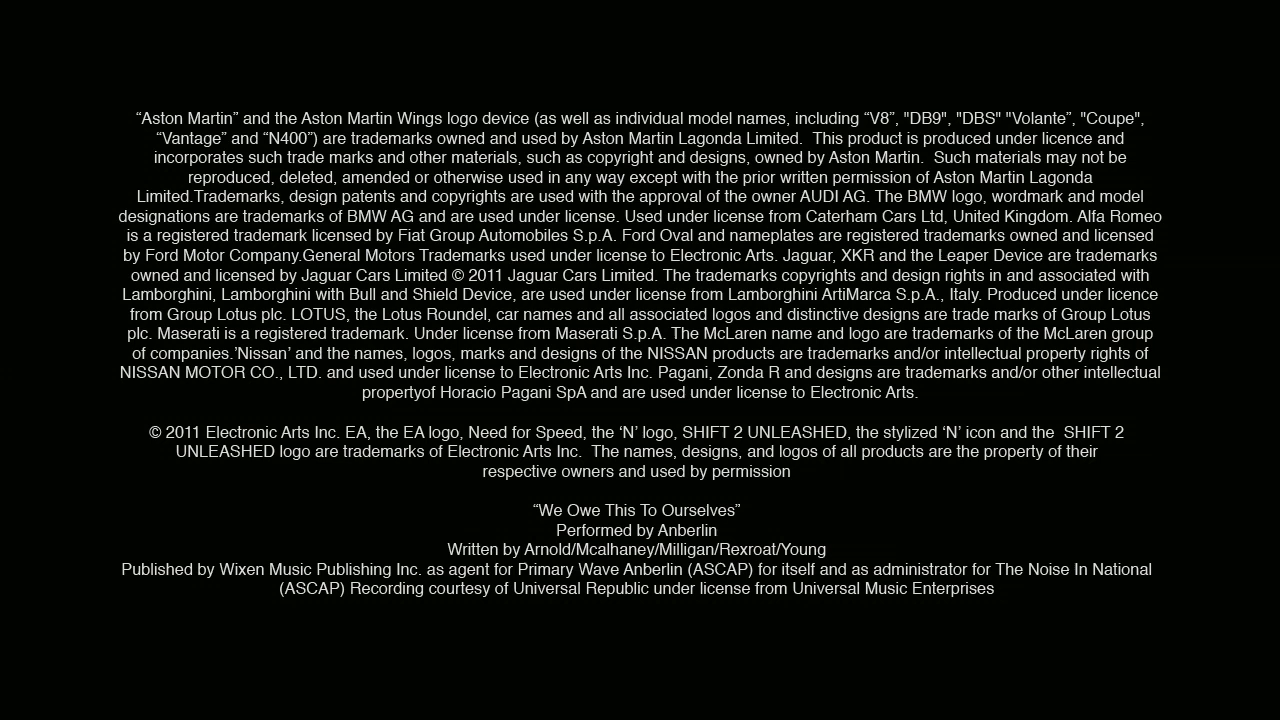 “Aston Martin” and the Aston Martin Wings logo device (as well as individual model names, including “V8”, "DB9", "DBS" "Volante”, "Coupe",
“Vantage” and “N400”) are trademarks owned and used by Aston Martin Lagonda Limited.  This product is produced under licence and
incorporates such trade marks and other materials, such as copyright and designs, owned by Aston Martin.  Such materials may not be
reproduced, deleted, amended or otherwise used in any way except with the prior written permission of Aston Martin Lagonda
Limited.Trademarks, design patents and copyrights are used with the approval of the owner AUDI AG. The BMW logo, wordmark and model
designations are trademarks of BMW AG and are used under license. Used under license from Caterham Cars Ltd, United Kingdom. Alfa Romeo
is a registered trademark licensed by Fiat Group Automobiles S.p.A. Ford Oval and nameplates are registered trademarks owned and licensed
by Ford Motor Company.General Motors Trademarks used under license to Electronic Arts. Jaguar, XKR and the Leaper Device are trademarks
owned and licensed by Jaguar Cars Limited © 2011 Jaguar Cars Limited. The trademarks copyrights and design rights in and associated with
Lamborghini, Lamborghini with Bull and Shield Device, are used under license from Lamborghini ArtiMarca S.p.A., Italy. Produced under licence
from Group Lotus plc. LOTUS, the Lotus Roundel, car names and all associated logos and distinctive designs are trade marks of Group Lotus
plc. Maserati is a registered trademark. Under license from Maserati S.p.A. The McLaren name and logo are trademarks of the McLaren group
of companies.’Nissan’ and the names, logos, marks and designs of the NISSAN products are trademarks and/or intellectual property rights of
NISSAN MOTOR CO., LTD. and used under license to Electronic Arts Inc. Pagani, Zonda R and designs are trademarks and/or other intellectual
propertyof Horacio Pagani SpA and are used under license to Electronic Arts.
© 2011 Electronic Arts Inc. EA, the EA logo, Need for Speed, the ‘N’ logo, SHIFT 2 UNLEASHED, the stylized ‘N’ icon and the  SHIFT 2
UNLEASHED logo are trademarks of Electronic Arts Inc.  The names, designs, and logos of all products are the property of their
respective owners and used by permission
“We Owe This To Ourselves”
Performed by Anberlin
Written by Arnold/Mcalhaney/Milligan/Rexroat/Young
Published by Wixen Music Publishing Inc. as agent for Primary Wave Anberlin (ASCAP) for itself and as administrator for The Noise In National
(ASCAP) Recording courtesy of Universal Republic under license from Universal Music Enterprises